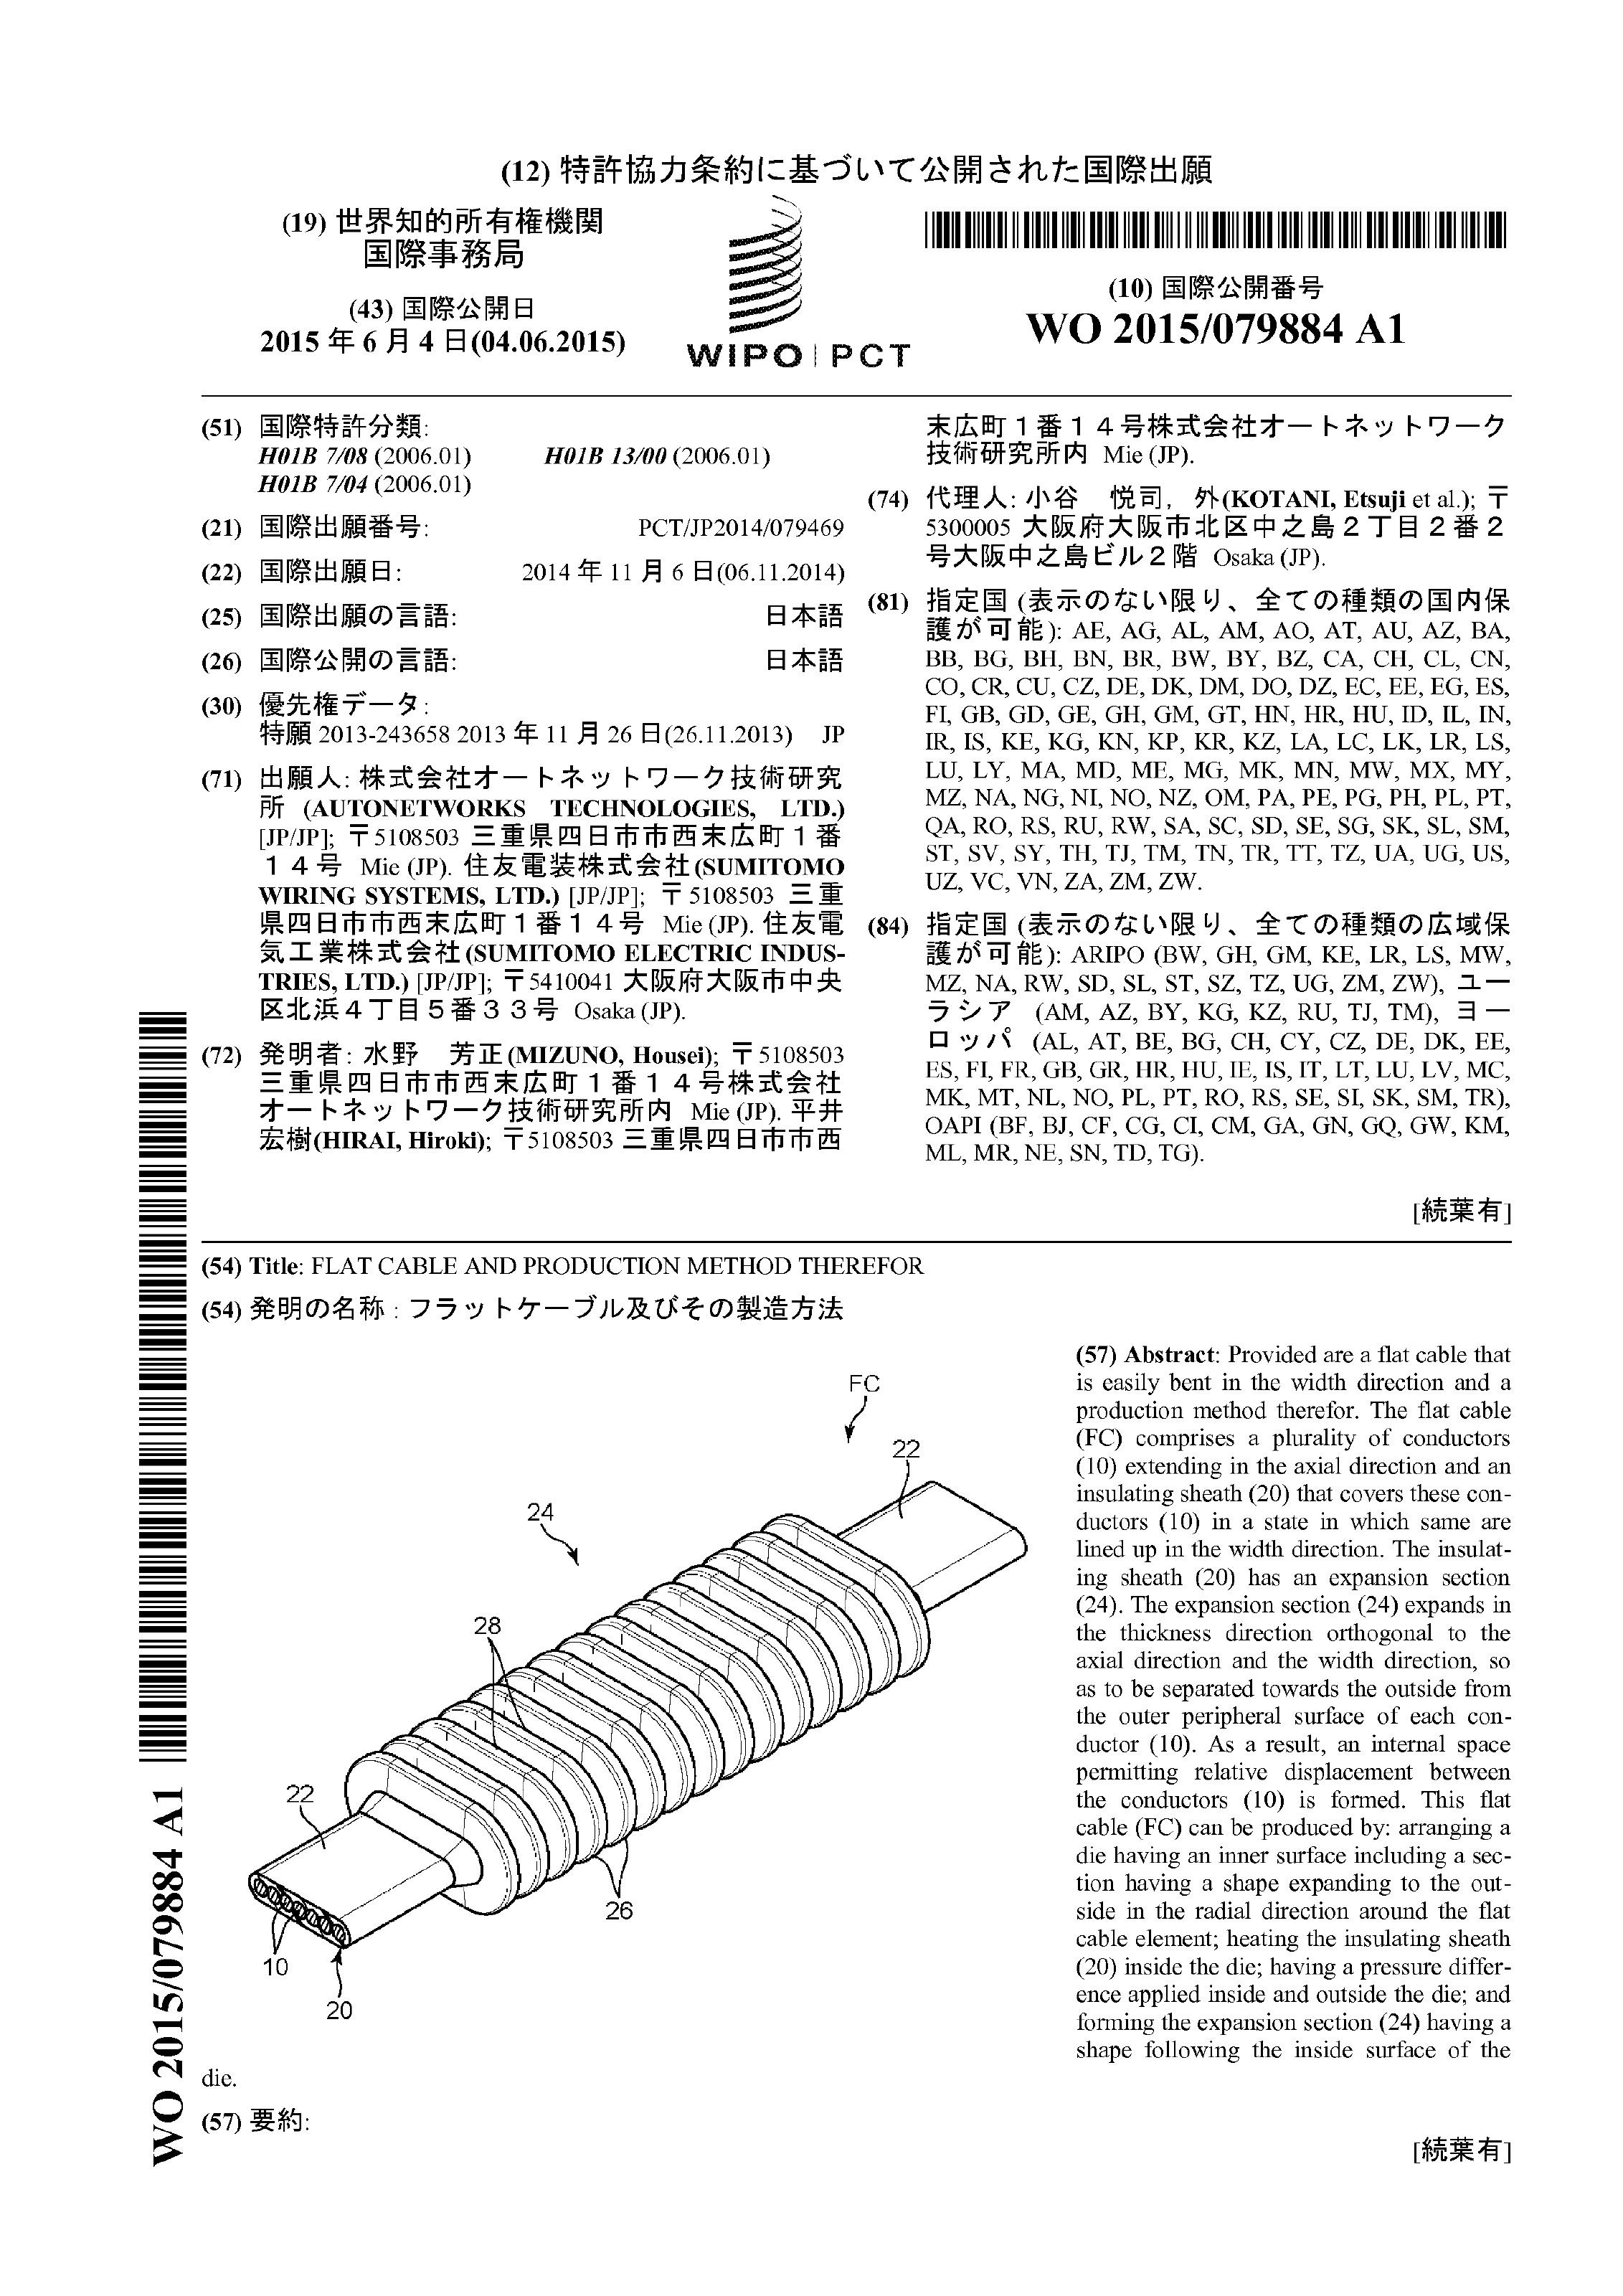 (12) 特許協力条約に基づいて公開された国際出願
(19) 世界知的所有権機関
国際事務局
(43) 国際公開日
2015 年 6 月 4 日(04.06.2015)
WIPO | PCT
(10) 国際公開番号
WO 2015/079884 A1
(51) 国際特許分類:
H01B 7/08 (2006.01) H01B 13/00 (2006.01)
H01B 7/04 (2006.01)
(21) 国際出願番号: PCT/JP2014/079469
(22) 国際出願日: 2014 年 11 月 6 日(06.11.2014)
(25) 国際出願の言語: 日本語
(26) 国際公開の言語: 日本語
(30) 優先権データ:
特願 2013-243658 2013 年 11 月 26 日(26.11.2013) JP
(71) 出願人: 株式会社オートネットワーク技術研究
所 (AUTONETWORKS TECHNOLOGIES, LTD.)
[JP/JP]; 〒5108503 三重県四日市市西末広町1番
14号 Mie (JP). 住友電装株式会社(SUMITOMO
WIRING SYSTEMS, LTD.) [JP/JP]; 〒5108503 三重
県四日市市西末広町1番14号 Mie (JP). 住友電
気工業株式会社(SUMITOMO ELECTRIC INDUS-
TRIES, LTD.) [JP/JP]; 〒5410041 大阪府大阪市中央
区北浜4丁目5番33号 Osaka (JP).
(72) 発明者: 水野 芳正(MIZUNO, Housei); 〒5108503
三重県四日市市西末広町1番14号株式会社
オートネットワーク技術研究所内 Mie (JP). 平井
宏樹(HIRAI, Hiroki); 〒5108503 三重県四日市市西
末広町1番14号株式会社オートネットワーク
技術研究所内 Mie (JP).
(74) 代理人: 小谷 悦司, 外(KOTANI, Etsuji et al.); 〒
5300005 大阪府大阪市北区中之島2丁目2番2
号大阪中之島ビル2階 Osaka (JP).
(81) 指定国 (表示のない限り、全ての種類の国内保
護が可能): AE, AG, AL, AM, AO, AT, AU, AZ, BA,
BB, BG, BH, BN, BR, BW, BY, BZ, CA, CH, CL, CN,
CO, CR, CU, CZ, DE, DK, DM, DO, DZ, EC, EE, EG, ES,
FI, GB, GD, GE, GH, GM, GT, HN, HR, HU, ID, IL, IN,
IR, IS, KE, KG, KN, KP, KR, KZ, LA, LC, LK, LR, LS,
LU, LY, MA, MD, ME, MG, MK, MN, MW, MX, MY,
MZ, NA, NG, NI, NO, NZ, OM, PA, PE, PG, PH, PL, PT,
QA, RO, RS, RU, RW, SA, SC, SD, SE, SG, SK, SL, SM,
ST, SV, SY, TH, TJ, TM, TN, TR, TT, TZ, UA, UG, US,
UZ, VC, VN, ZA, ZM, ZW.
(84) 指定国 (表示のない限り、全ての種類の広域保
護が可能): ARIPO (BW, GH, GM, KE, LR, LS, MW,
MZ, NA, RW, SD, SL, ST, SZ, TZ, UG, ZM, ZW), ユー
ラシア (AM, AZ, BY, KG, KZ, RU, TJ, TM), ヨー
ロッパ (AL, AT, BE, BG, CH, CY, CZ, DE, DK, EE,
ES, FI, FR, GB, GR, HR, HU, IE, IS, IT, LT, LU, LV, MC,
MK, MT, NL, NO, PL, PT, RO, RS, SE, SI, SK, SM, TR),
OAPI (BF, BJ, CF, CG, CI, CM, GA, GN, GQ, GW, KM,
ML, MR, NE, SN, TD, TG).
[続葉有]
(54) Title: FLAT CABLE AND PRODUCTION METHOD THEREFOR
(54) 発明の名称 : フラットケーブル及びその製造方法
FC
22
24
28
22
26
10
20
(57) Abstract: Provided are a flat cable that
is easily bent in the width direction and a
production method therefor. The flat cable
(FC) comprises a plurality of conductors
(10) extending in the axial direction and an
insulating sheath (20) that covers these con-
ductors (10) in a state in which same are
lined up in the width direction. The insulat-
ing sheath (20) has an expansion section
(24). The expansion section (24) expands in
the thickness direction orthogonal to the
axial direction and the width direction, so
as to be separated towards the outside from
the outer peripheral surface of each con-
ductor (10). As a result, an internal space
permitting relative displacement between
the conductors (10) is formed. This flat
cable (FC) can be produced by: arranging a
die having an inner surface including a sec-
tion having a shape expanding to the out-
side in the radial direction around the flat
cable element; heating the insulating sheath
(20) inside the die; having a pressure differ-
ence applied inside and outside the die; and
forming the expansion section (24) having a
shape following the inside surface of the
die.
(57) 要約:
[続葉有]
WO 2015/079884 A1